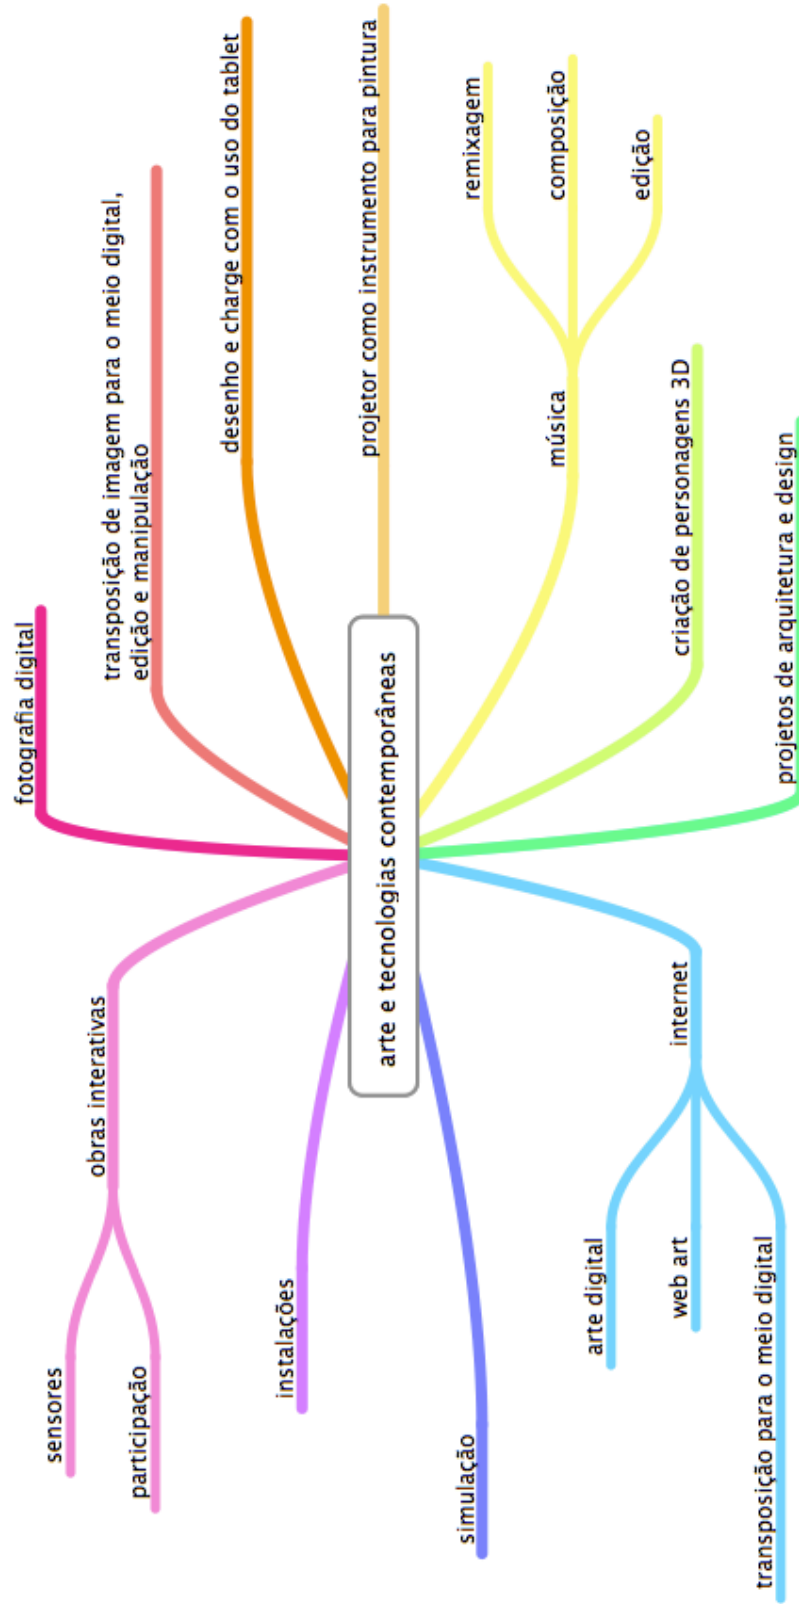 fotografia digital
transposição de imagem para o meio digital,
edição e manipulação
desenho e charge com o uso do tablet
projetor como instrumento para pintura
música
remixagem
composição
edição
criação de personagens 3D
projetos de arquitetura e design
arte e tecnologias contemporâneas
obras interativas
sensores
participação
instalações
simulação
internet
arte digital
web art
transposição para o meio digital